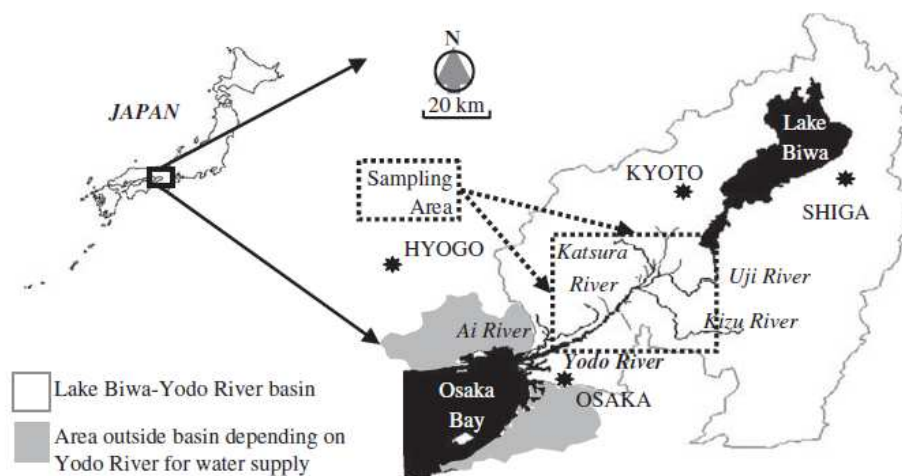 N
20 km
JAPAN
Lake
Biwa
Sampling
Area
KYOTO
SHIGA
HYOGO
Katsura
River
Uji River
Kizu River
Ai River
Yodo River
Osaka
Bay
OSAKA
Lake Biwa-Yodo River basin
Area outside basin depending on
Yodo River for water supply